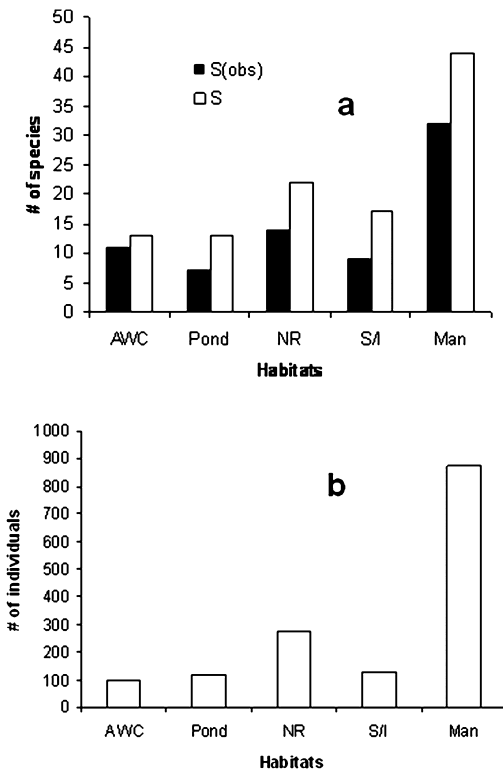 50
45
40
35
30
25
20
15
10
5
0
# of species
S(obs)
S
a
AWC Pond NR S/I Man
Habitats
1000
900
800
700
600
500
400
300
200
100
0
# of individuals
b
AWC Pond NR S/I Man
Habitats